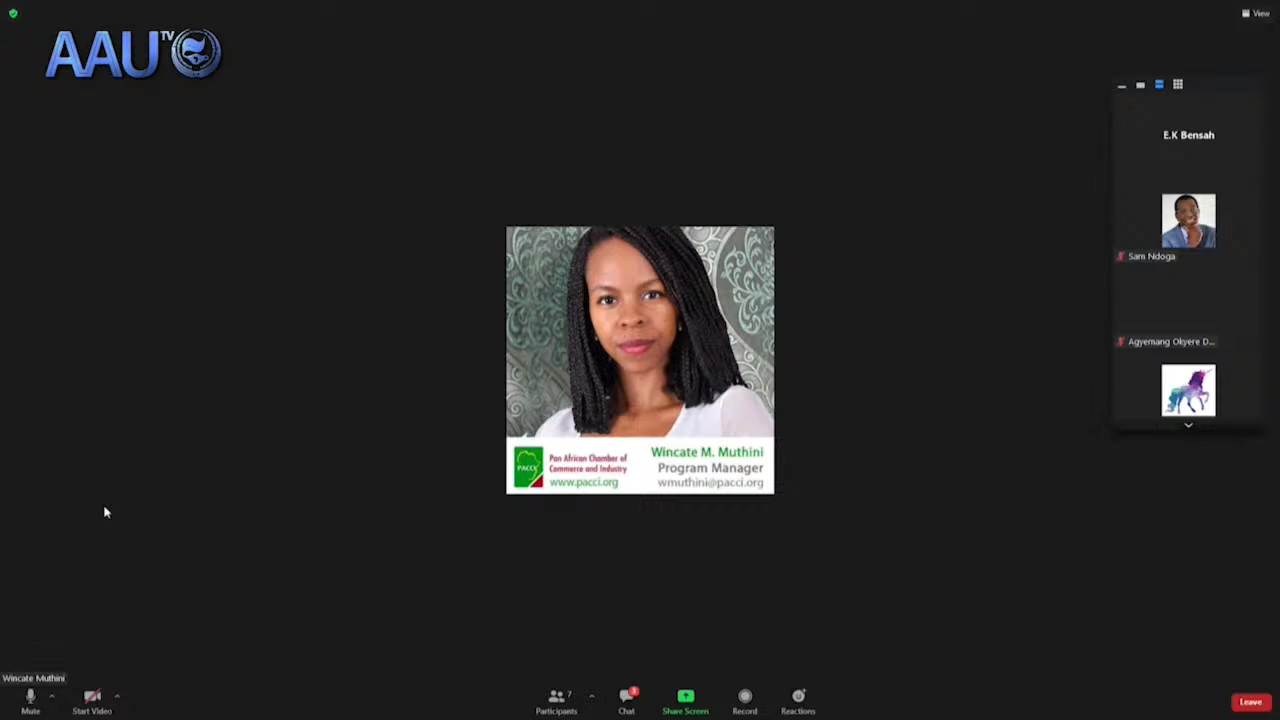 View
AAU TV
E.K Bensah
Sam Ndoga
Agyemang Okyere D...
PACCI
Pan African Chamber of
Commerce and Industry
www.pacci.org
Wincate M. Muthini
Program Manager
wmuthini@pacci.org
Wincate Muthini
Mute
Start Video
Participants
7
Chat
3
Share Screen
Record
Reactions
Leave